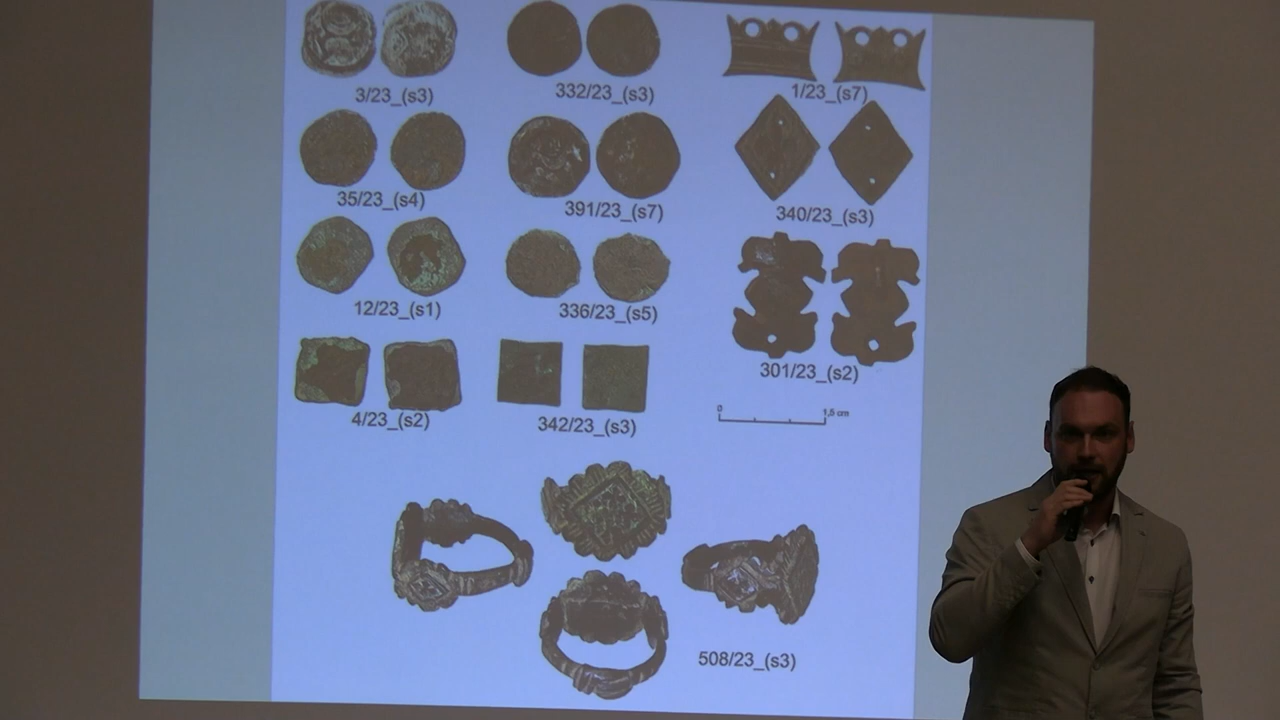 3/23_(s3)
332/23_(s3)
1/23_(s7)
35/23_(s4)
391/23_(s7)
340/23_(s3)
12/23_(s1)
336/23_(s5)
301/23_(s2)
4/23_(s2)
342/23_(s3)
0 1,5 cm
508/23_(s3)